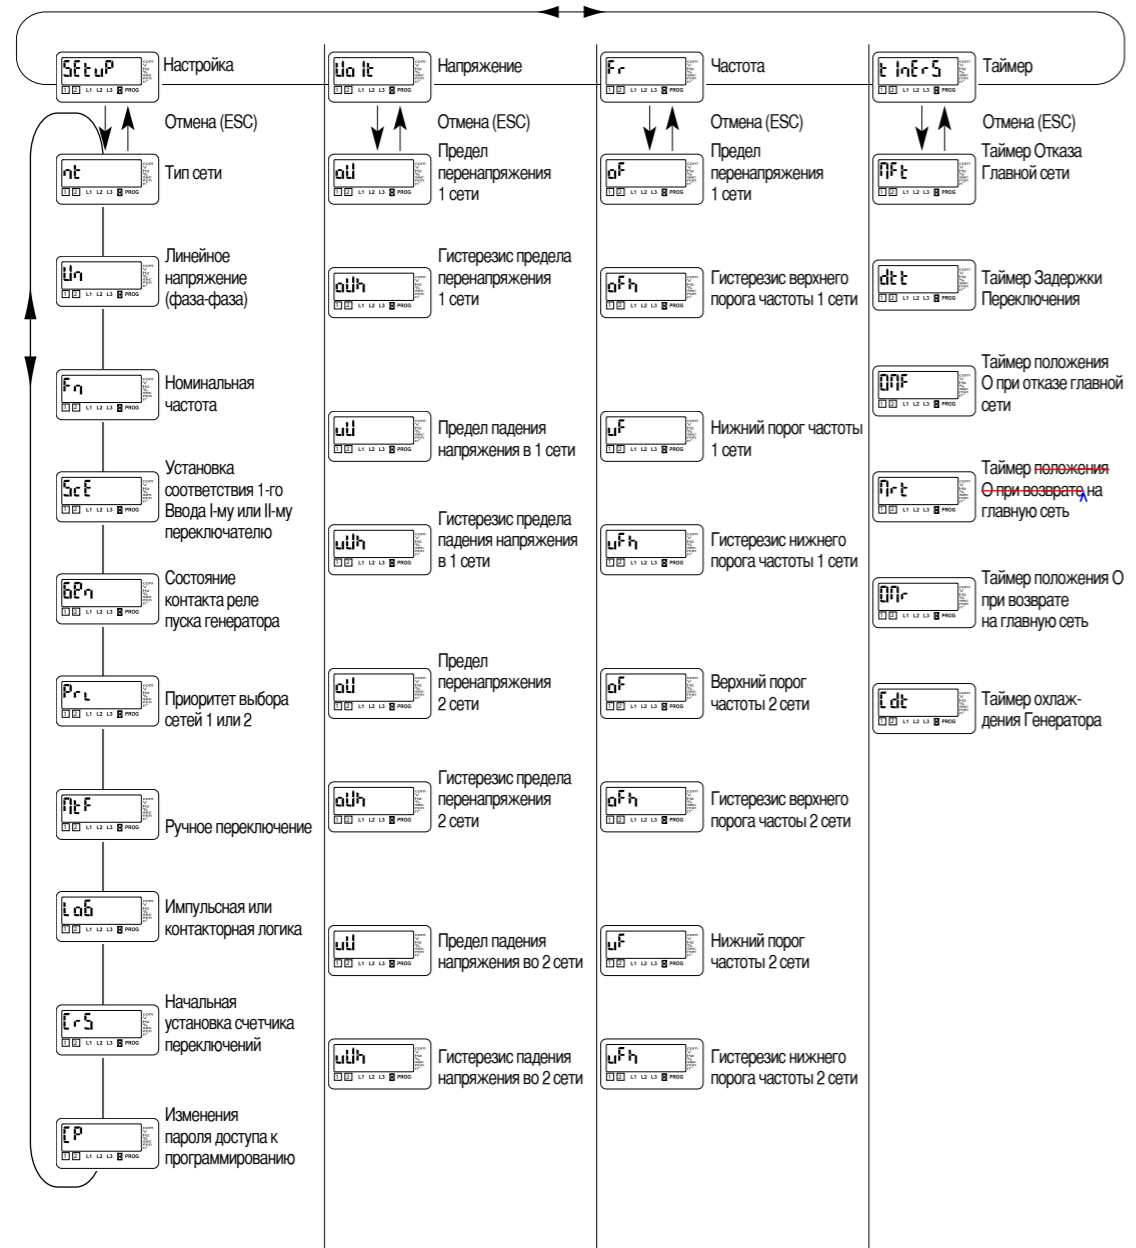 SEtuP
Настройка
Отмена (ESC)
nt
Тип сети
Un
Линейное
напряжение
(фаза-фаза)
Fn
Номинальная
частота
ScE
Установка
соответствия 1-го
Ввода I-му или II-му
переключателю
GPn
Состояние
контакта реле
пуска генератора
Pri
Приоритет выбора
сетей 1 или 2
MtF
Ручное переключение
LoG
Импульсная или
контакторная логика
CrS
Начальная
установка счетчика
переключений
CP
Изменения
пароля доступа к
программированию
Volt
Напряжение
Отмена (ESC)
oU
Предел
перенапряжения
1 сети
oUh
Гистерезис предела
перенапряжения
1 сети
uU
Предел падения
напряжения в 1 сети
uUh
Гистерезис предела
падения напряжения
в 1 сети
oU
Предел
перенапряжения
2 сети
oUh
Гистерезис предела
перенапряжения
2 сети
uU
Предел падения
напряжения во 2 сети
uUh
Гистерезис падения
напряжения во 2 сети
Fr
Частота
Отмена (ESC)
oF
Предел
перенапряжения
1 сети
oFh
Гистерезис верхнего
порога частоты 1 сети
uF
Нижний порог частоты
1 сети
uFh
Гистерезис нижнего
порога частоты 1 сети
oF
Верхний порог
частоты 2 сети
oFh
Гистерезис верхнего
порога частоы 2 сети
uF
Нижний порог
частоты 2 сети
uFh
Гистерезис нижнего
порога частоты 2 сети
tImErS
Таймер
Отмена (ESC)
MFt
Таймер Отказа
Главной сети
dtt
Таймер Задержки
Переключения
0MF
Таймер положения
О при отказе главной
сети
Mrt
Таймер положения
О при возврате на
главную сеть
0Mr
Таймер положения О
при возврате
на главную сеть
Cdt
Таймер охлаж-
дения Генератора